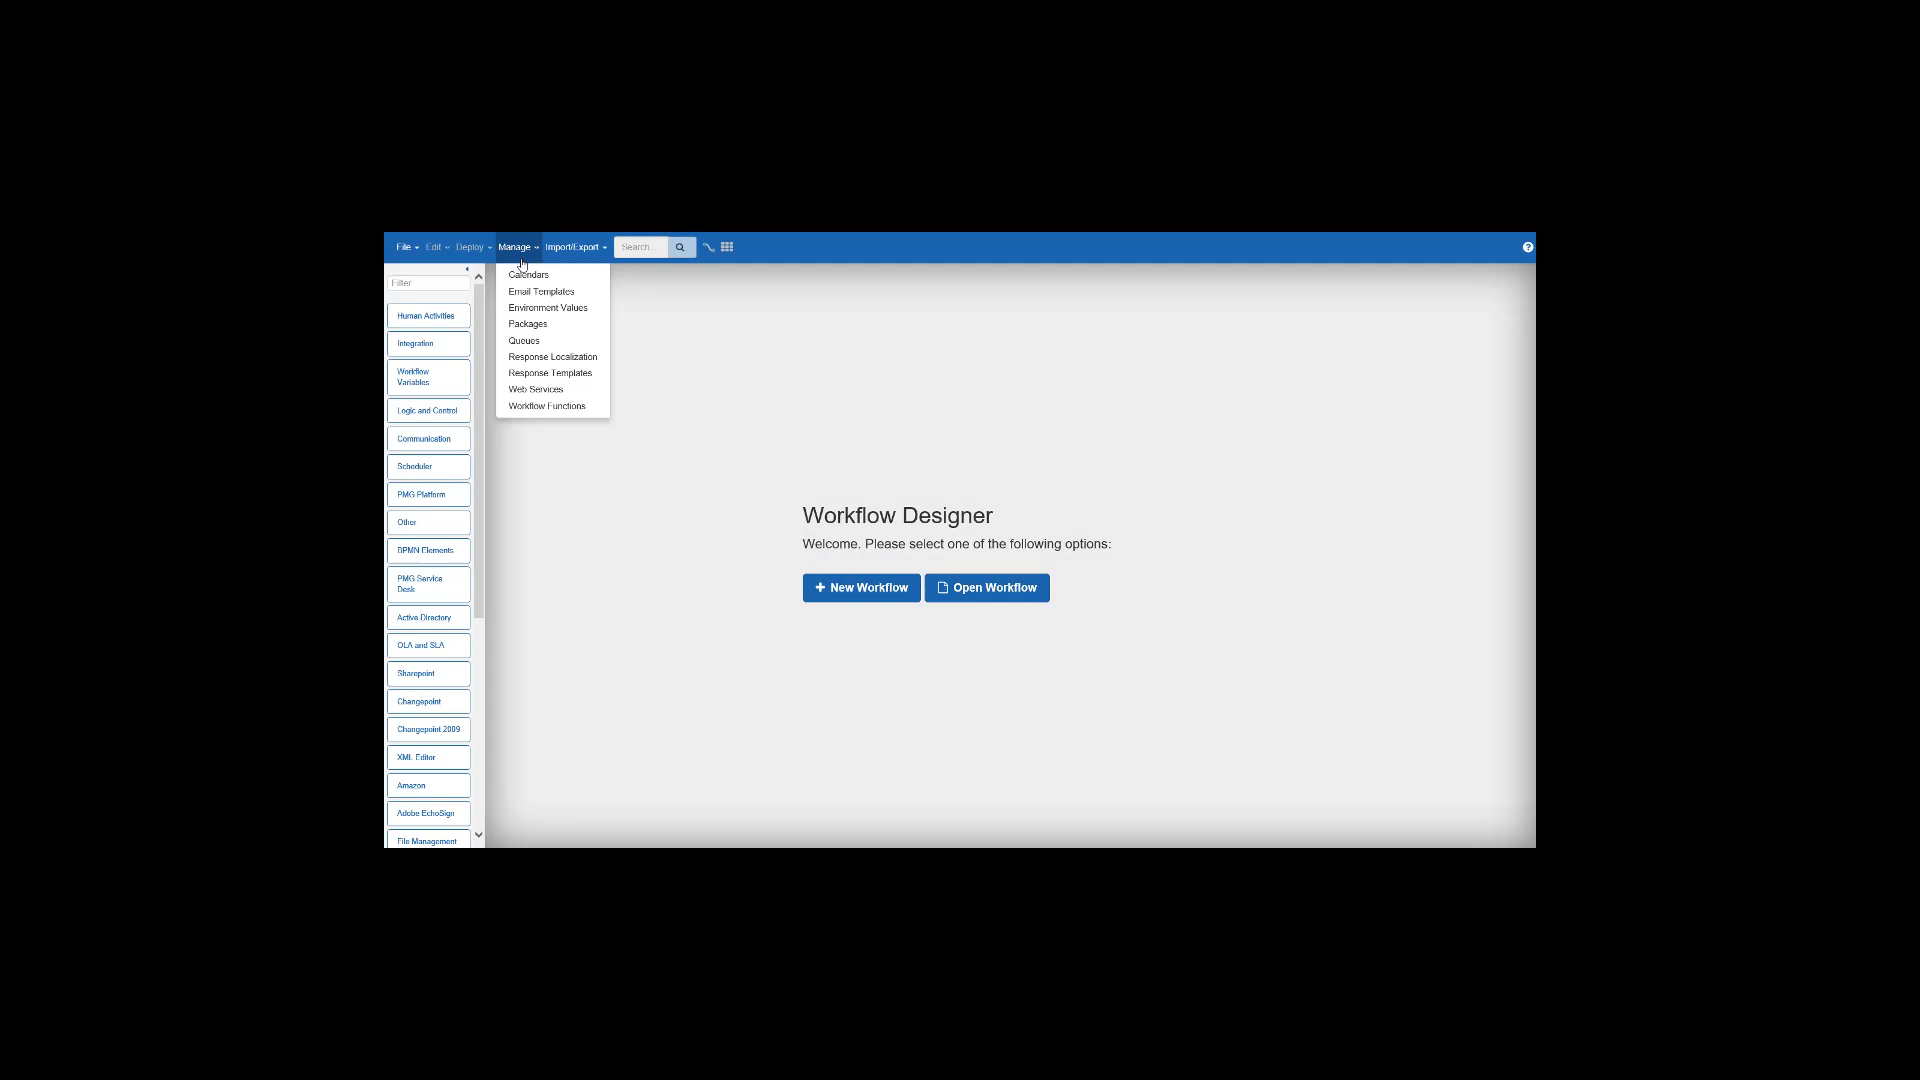 File Edit Deploy Manage Import/Export Search... ?
Calendars
Email Templates
Environment Values
Packages
Queues
Response Localization
Response Templates
Web Services
Workflow Functions
Filter
Human Activities
Integration
Workflow
Variables
Logic and Control
Communication
Scheduler
PMG Platform
Other
BPMN Elements
PMG Service
Desk
Active Directory
OLA and SLA
Sharepoint
Changepoint
Changepoint 2009
XML Editor
Amazon
Adobe EchoSign
File Management
Workflow Designer
Welcome. Please select one of the following options:
New Workflow Open Workflow